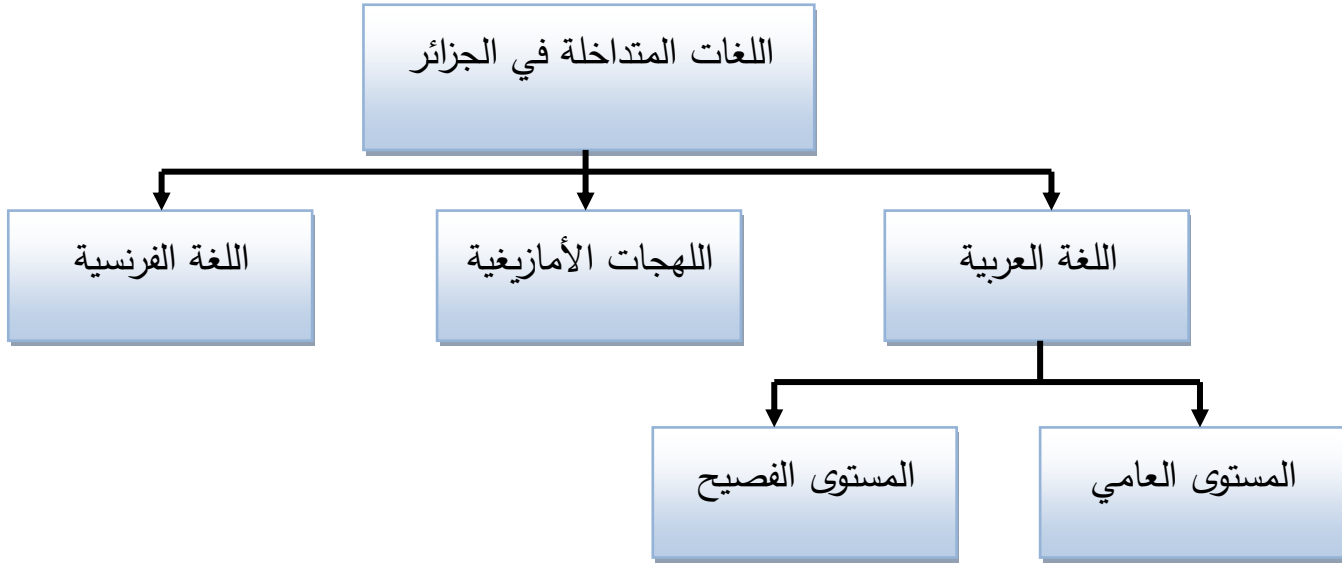 اللغات المتداخلة في الجزائر
اللغة العربية
اللهجات الأمازيغية
اللغة الفرنسية
المستوى العامي
المستوى الفصيح